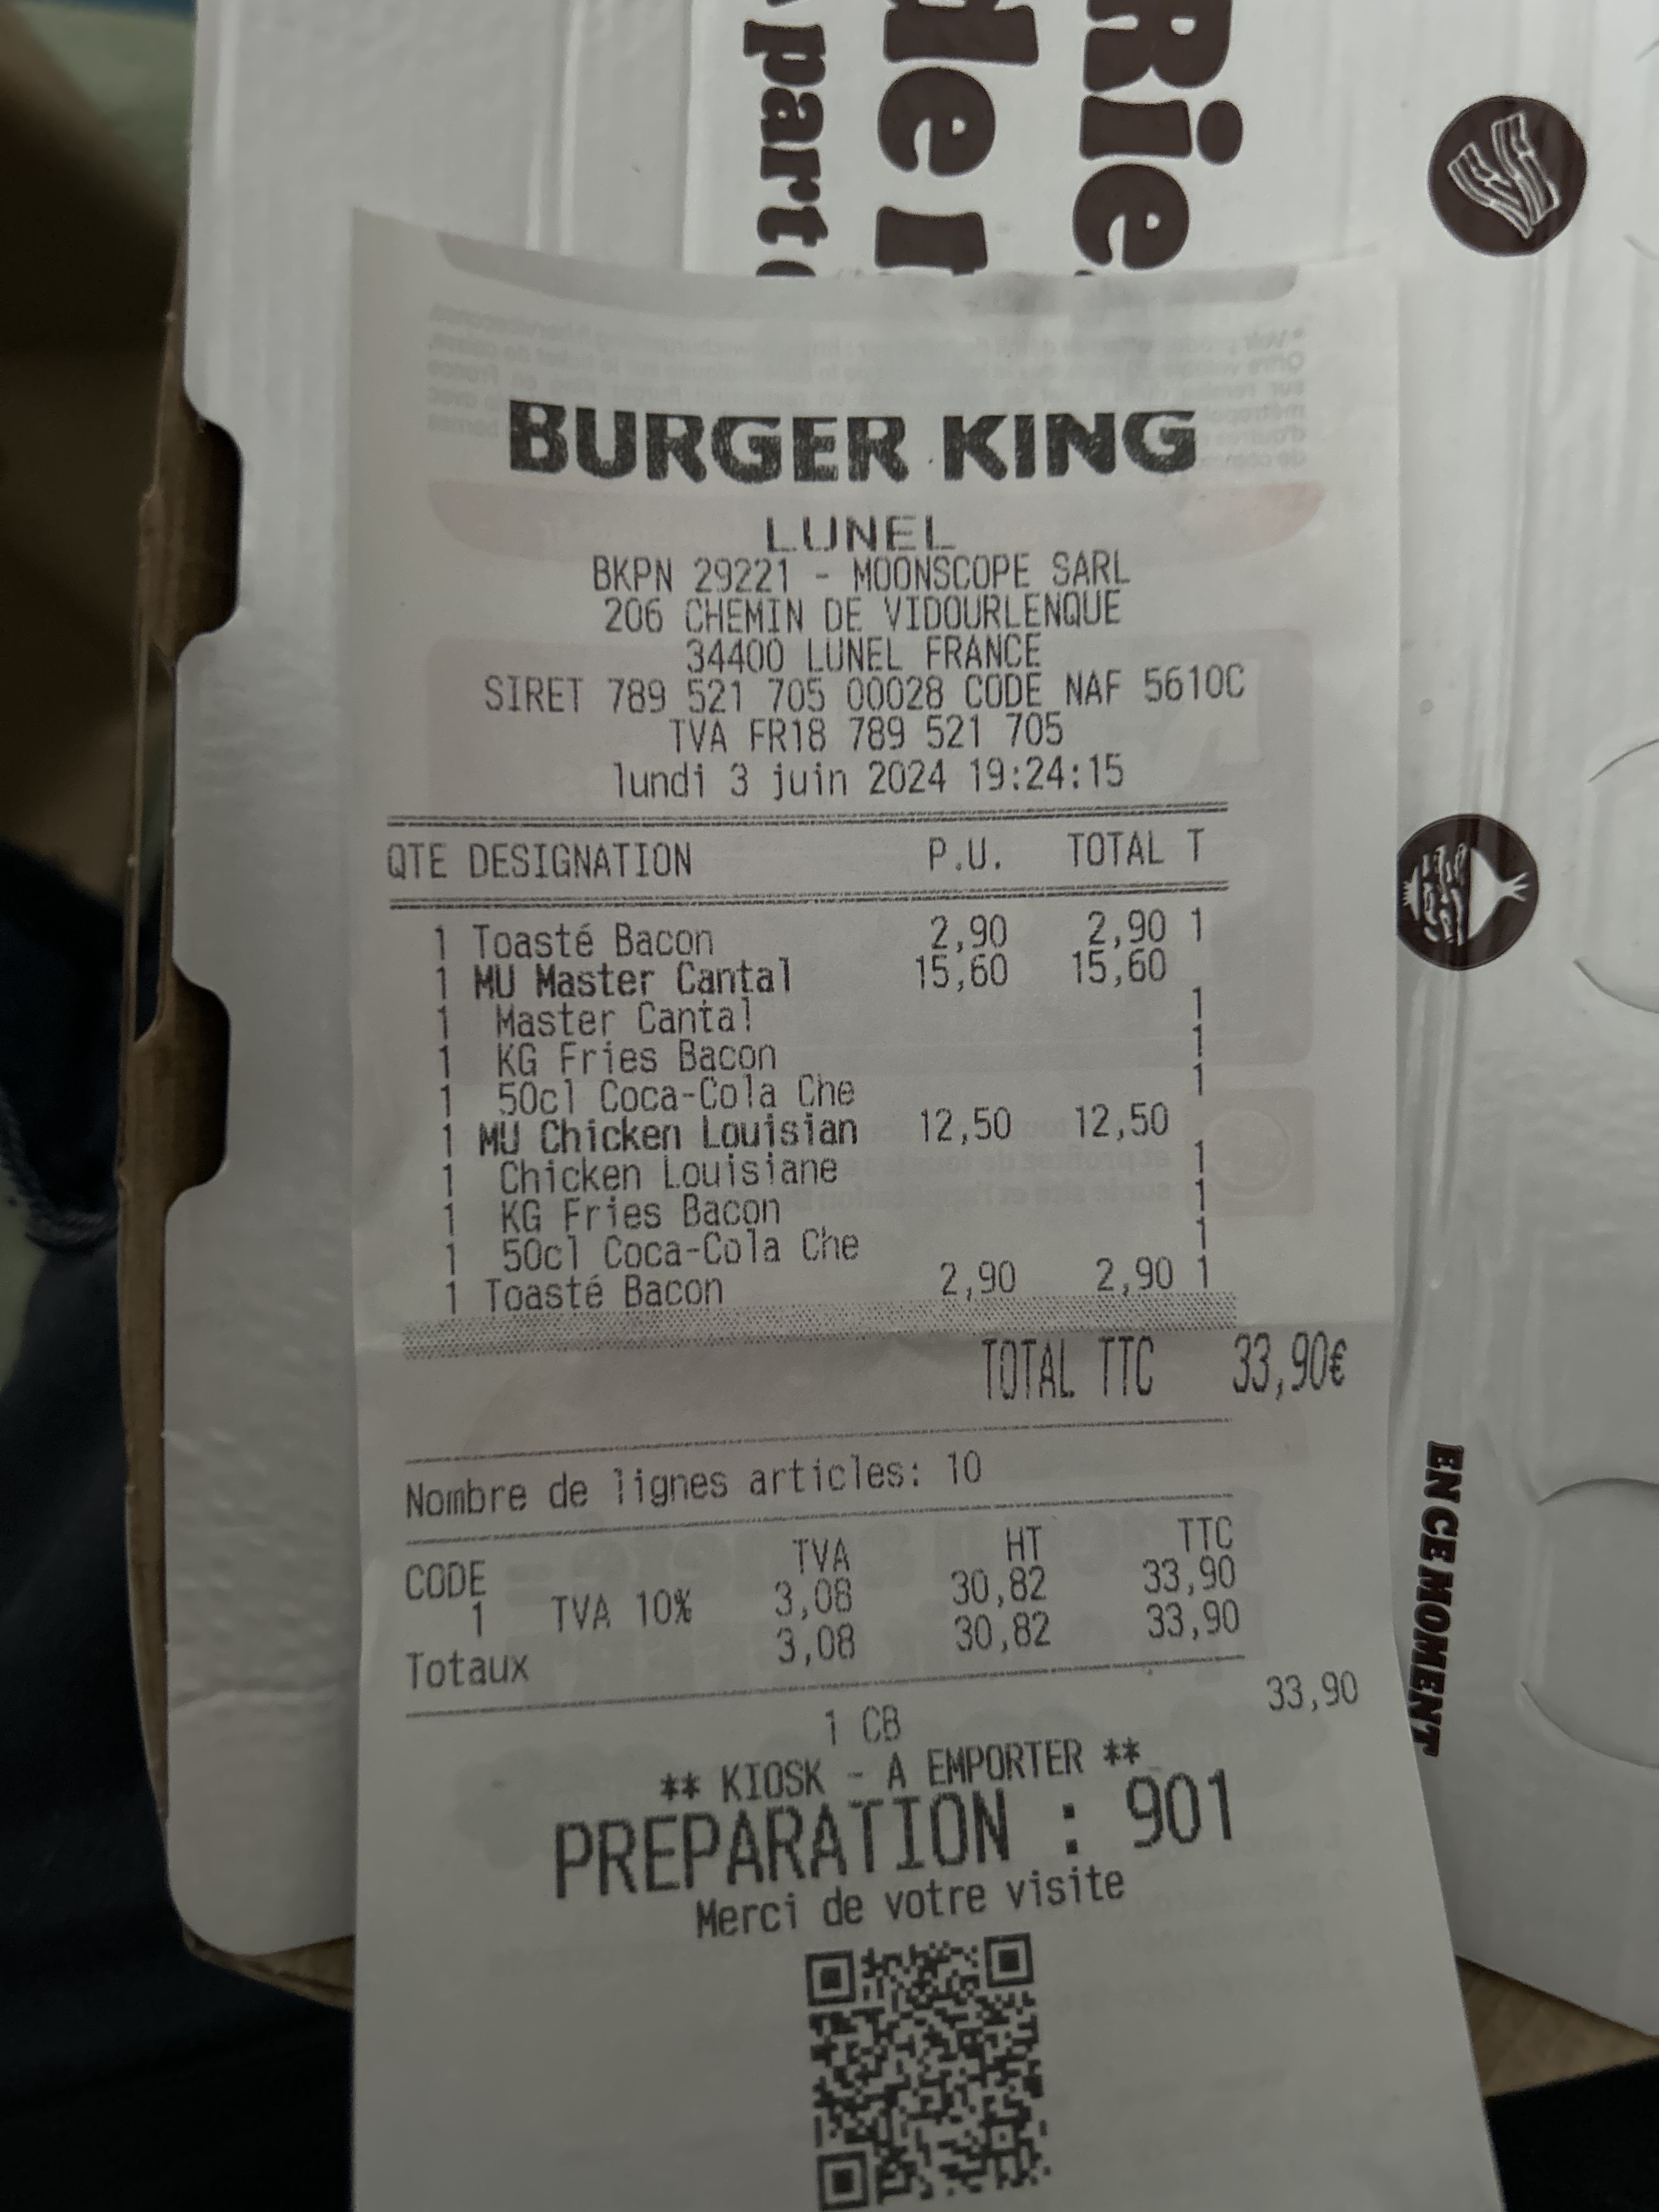 Rie
de l
part
BURGER KING
LUNEL
BKPN 29221 - MOONSCOPE SARL
206 CHEMIN DE VIDOURLENQUE
34400 LUNEL FRANCE
SIRET 789 521 705 00028 CODE NAF 5610C
TVA FR18 789 521 705
lundi 3 juin 2024 19:24:15
QTE DESIGNATION P.U. TOTAL T
1 Toasté Bacon 2,90 2,90 1
1 MU Master Cantal 15,60 15,60
1 Master Cantal 1
1 KG Fries Bacon 1
1 50cl Coca-Cola Che 1
1 MU Chicken Louisian 12,50 12,50
1 Chicken Louisiane 1
1 KG Fries Bacon 1
1 50cl Coca-Cola Che 1
1 Toasté Bacon 2,90 2,90 1
TOTAL TTC 33,90€
Nombre de lignes articles: 10
CODE TVA HT TTC
1 TVA 10% 3,08 30,82 33,90
Totaux 3,08 30,82 33,90
1 CB 33,90
** KIOSK - A EMPORTER **
PREPARATION : 901
Merci de votre visite
EN CE MOMENT